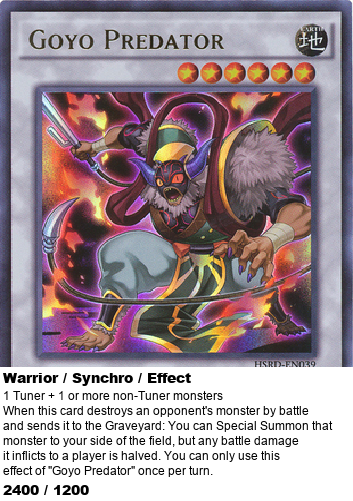 GOYO PREDATOR
EARTH
地
HSRD-EN039
Warrior / Synchro / Effect
1 Tuner + 1 or more non-Tuner monsters
When this card destroys an opponent's monster by battle
and sends it to the Graveyard: You can Special Summon that
monster to your side of the field, but any battle damage
it inflicts to a player is halved. You can only use this
effect of "Goyo Predator" once per turn.
2400 / 1200